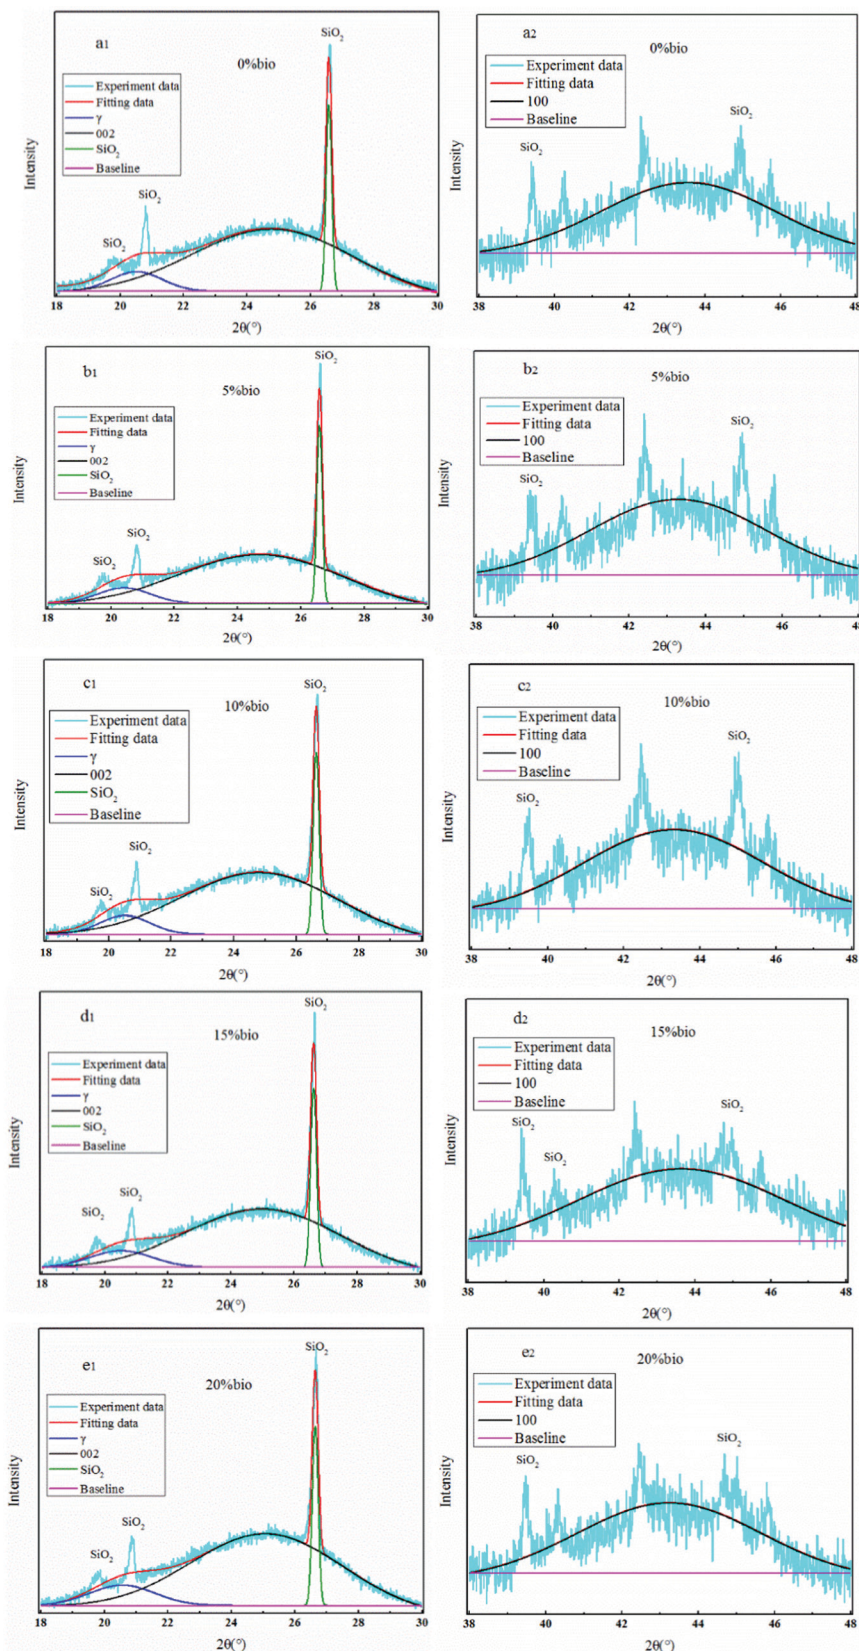 a1
0%bio
SiO2
Experiment data
Fitting data
γ
002
SiO2
Baseline
SiO2
SiO2
Intensity
18 20 22 24 26 28 30
2θ(°)
a2
0%bio
Experiment data
Fitting data
100
Baseline
SiO2
SiO2
Intensity
38 40 42 44 46 48
2θ(°)
b1
5%bio
SiO2
Experiment data
Fitting data
γ
002
SiO2
Baseline
SiO2
SiO2
Intensity
18 20 22 24 26 28 30
2θ(°)
b2
5%bio
Experiment data
Fitting data
100
Baseline
SiO2
SiO2
Intensity
38 40 42 44 46 48
2θ(°)
c1
10%bio
SiO2
Experiment data
Fitting data
γ
002
SiO2
Baseline
SiO2
SiO2
Intensity
18 20 22 24 26 28 30
2θ(°)
c2
10%bio
Experiment data
Fitting data
100
Baseline
SiO2
SiO2
Intensity
38 40 42 44 46 48
2θ(°)
d1
15%bio
SiO2
Experiment data
Fitting data
γ
002
SiO2
Baseline
SiO2
SiO2
Intensity
18 20 22 24 26 28 30
2θ(°)
d2
15%bio
Experiment data
Fitting data
100
Baseline
SiO2
SiO2
SiO2
Intensity
38 40 42 44 46 48
2θ(°)
e1
20%bio
SiO2
Experiment data
Fitting data
γ
002
SiO2
Baseline
SiO2
SiO2
Intensity
18 20 22 24 26 28 30
2θ(°)
e2
20%bio
Experiment data
Fitting data
100
Baseline
SiO2
SiO2
Intensity
38 40 42 44 46 48
2θ(°)